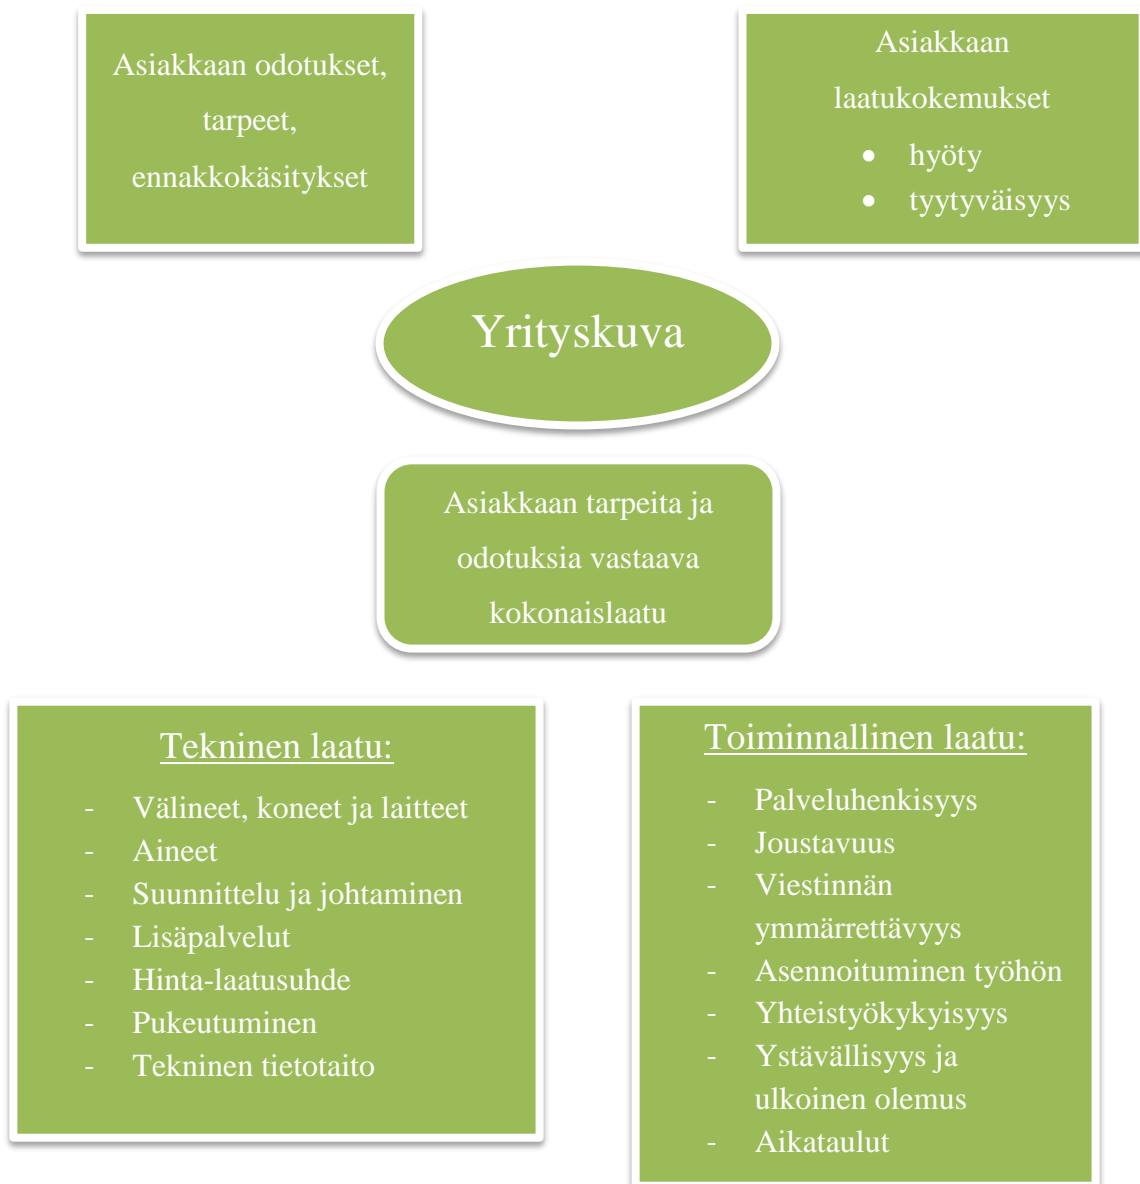 Asiakkaan odotukset,
tarpeet,
ennakkokäsitykset
Asiakkaan
laatukokemukset
• hyöty
• tyytyväisyys
Yrityskuva
Asiakkaan tarpeita ja
odotuksia vastaava
kokonaislaatu
Tekninen laatu:
- Välineet, koneet ja laitteet
- Aineet
- Suunnittelu ja johtaminen
- Lisäpalvelut
- Hinta-laatusuhde
- Pukeutuminen
- Tekninen tietotaito
Toiminnallinen laatu:
- Palveluhenkisyys
- Joustavuus
- Viestinnän
ymmärrettävyys
- Asennoituminen työhön
- Yhteistyökykyisyys
- Ystävällisyys ja
ulkoinen olemus
- Aikataulut